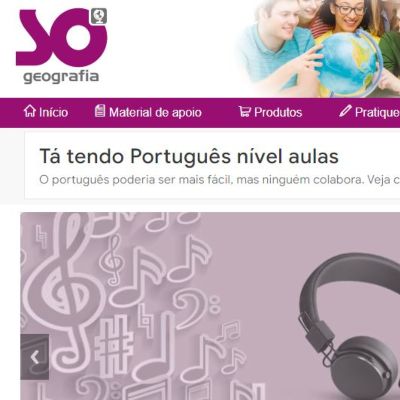 SÓ
geografia
Início Material de apoio Produtos Pratique
Tá tendo Português nível aulas
O português poderia ser mais fácil, mas ninguém colabora. Veja c